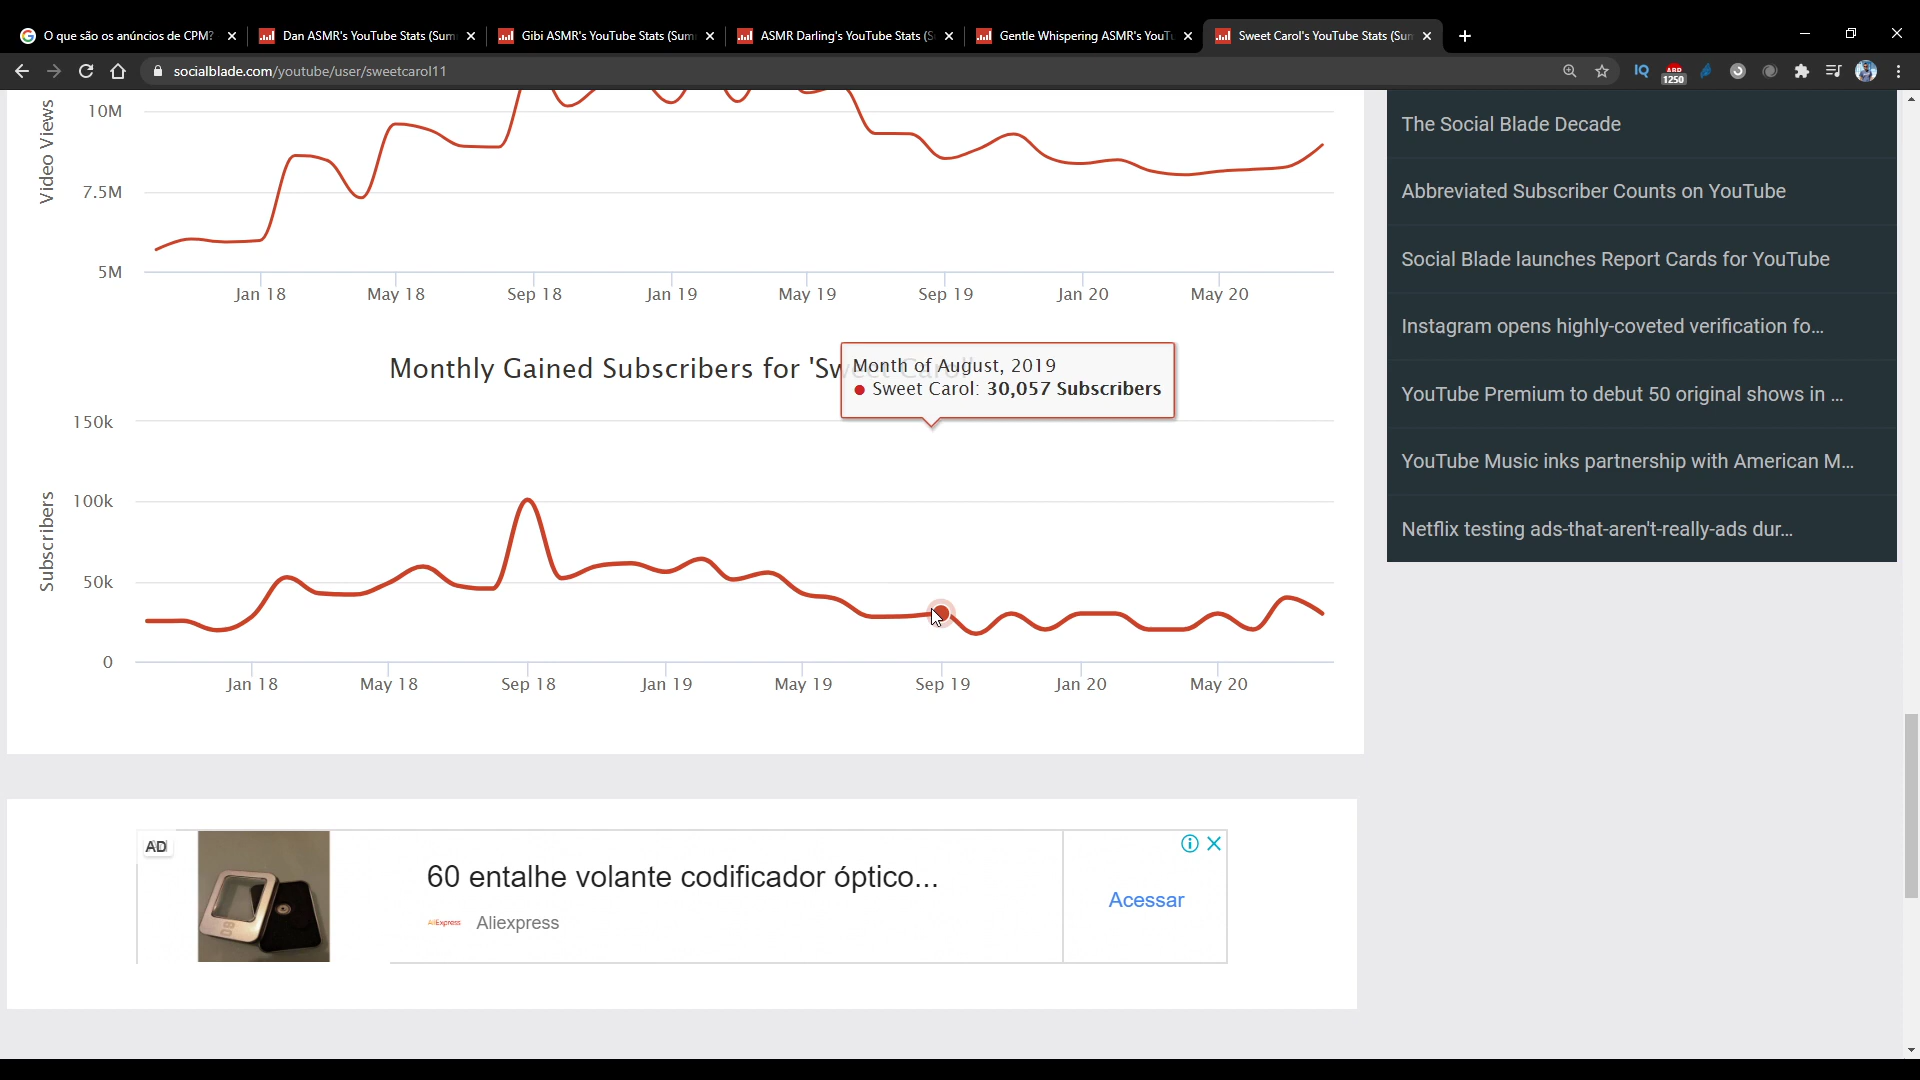 O que são os anúncios de CPM?
Dan ASMR's YouTube Stats (Sum
Gibi ASMR's YouTube Stats (Sum
ASMR Darling's YouTube Stats (S
Gentle Whispering ASMR's YouTu
Sweet Carol's YouTube Stats (Sum
socialblade.com/youtube/user/sweetcarol11
IQ
1250
Video Views
10M
7.5M
5M
Jan 18 May 18 Sep 18 Jan 19 May 19 Sep 19 Jan 20 May 20
Monthly Gained Subscribers for 'Sweet Carol'
Month of August, 2019
Sweet Carol: 30,057 Subscribers
Subscribers
150k
100k
50k
0
Jan 18 May 18 Sep 18 Jan 19 May 19 Sep 19 Jan 20 May 20
The Social Blade Decade
Abbreviated Subscriber Counts on YouTube
Social Blade launches Report Cards for YouTube
Instagram opens highly-coveted verification fo...
YouTube Premium to debut 50 original shows in ...
YouTube Music inks partnership with American M...
Netflix testing ads-that-aren't-really-ads dur...
AD
60 entalhe volante codificador óptico...
AliExpress
Aliexpress
Acessar